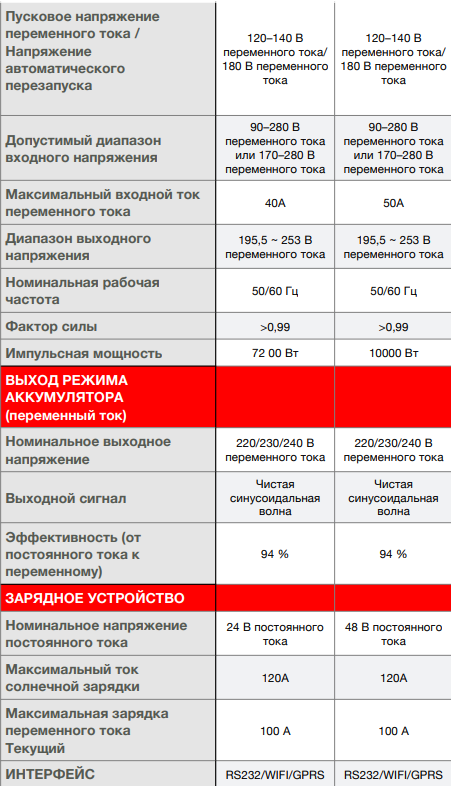 Пусковое напряжение
переменного тока /
Напряжение
автоматического
перезапуска
120–140 В
переменного тока/
180 В переменного
тока
120–140 В
переменного тока/
180 В переменного
тока
Допустимый диапазон
входного напряжения
90–280 В
переменного тока
или 170–280 В
переменного тока
90–280 В
переменного тока
или 170–280 В
переменного тока
Максимальный входной ток
переменного тока
40А
50А
Диапазон выходного
напряжения
195,5 ~ 253 В
переменного тока
195,5 ~ 253 В
переменного тока
Номинальная рабочая
частота
50/60 Гц
50/60 Гц
Фактор силы
>0,99
>0,99
Импульсная мощность
72 00 Вт
10000 Вт
ВЫХОД РЕЖИМА
АККУМУЛЯТОРА
(переменный ток)
Номинальное выходное
напряжение
220/230/240 В
переменного тока
220/230/240 В
переменного тока
Выходной сигнал
Чистая
синусоидальная
волна
Чистая
синусоидальная
волна
Эффективность (от
постоянного тока к
переменному)
94 %
94 %
ЗАРЯДНОЕ УСТРОЙСТВО
Номинальное напряжение
постоянного тока
24 В постоянного
тока
48 В постоянного
тока
Максимальный ток
солнечной зарядки
120А
120А
Максимальная зарядка
переменного тока
Текущий
100 А
100 А
ИНТЕРФЕЙС
RS232/WIFI/GPRS
RS232/WIFI/GPRS